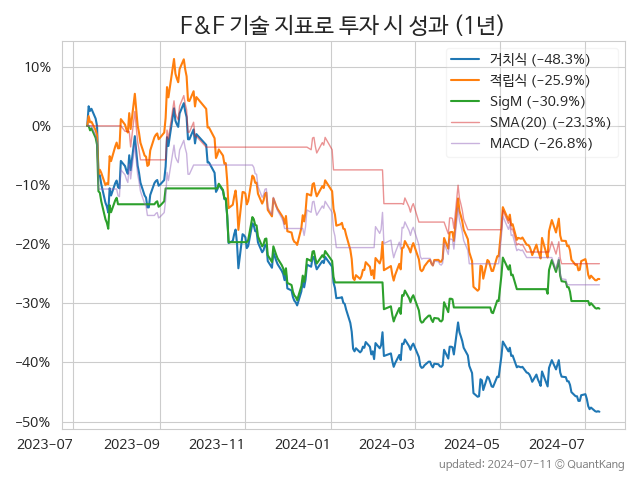 F&F 기술 지표로 투자 시 성과 (1년)
거치식 (−48.3%)
적립식 (−25.9%)
SigM (−30.9%)
SMA(20) (−23.3%)
MACD (−26.8%)
10%
0%
−10%
−20%
−30%
−40%
−50%
2023-07 2023-09 2023-11 2024-01 2024-03 2024-05 2024-07
updated: 2024-07-11 © QuantKang